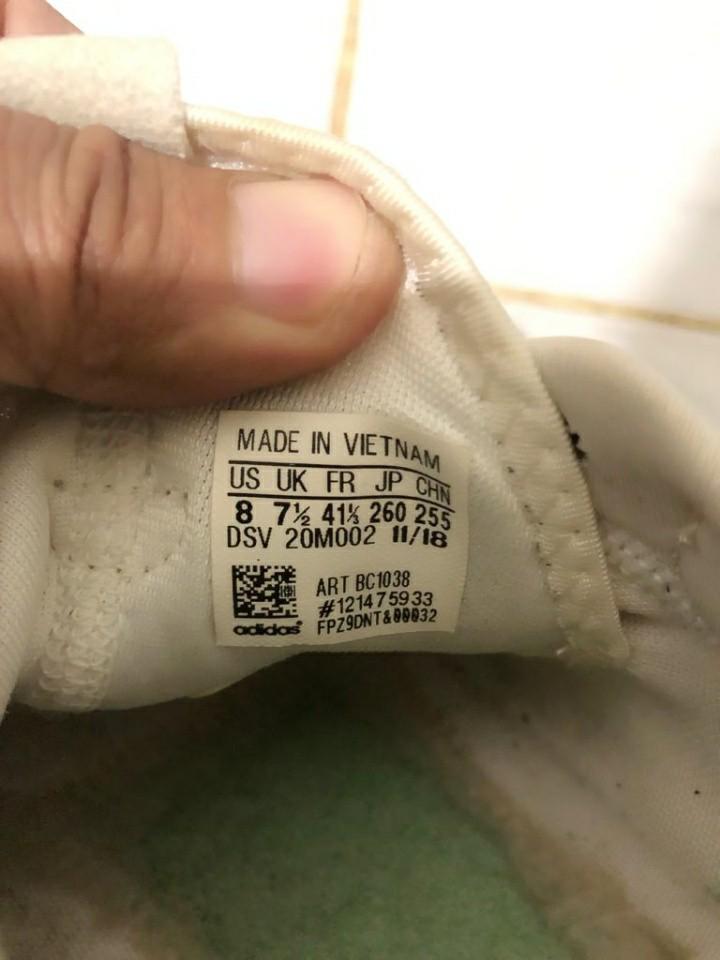 MADE IN VIETNAM
US UK FR JP CHN
8 7½ 41⅓ 260 255
DSV 20M002 11/18
ART BC1038
#121475933
adidas FPZ9DNT&00032